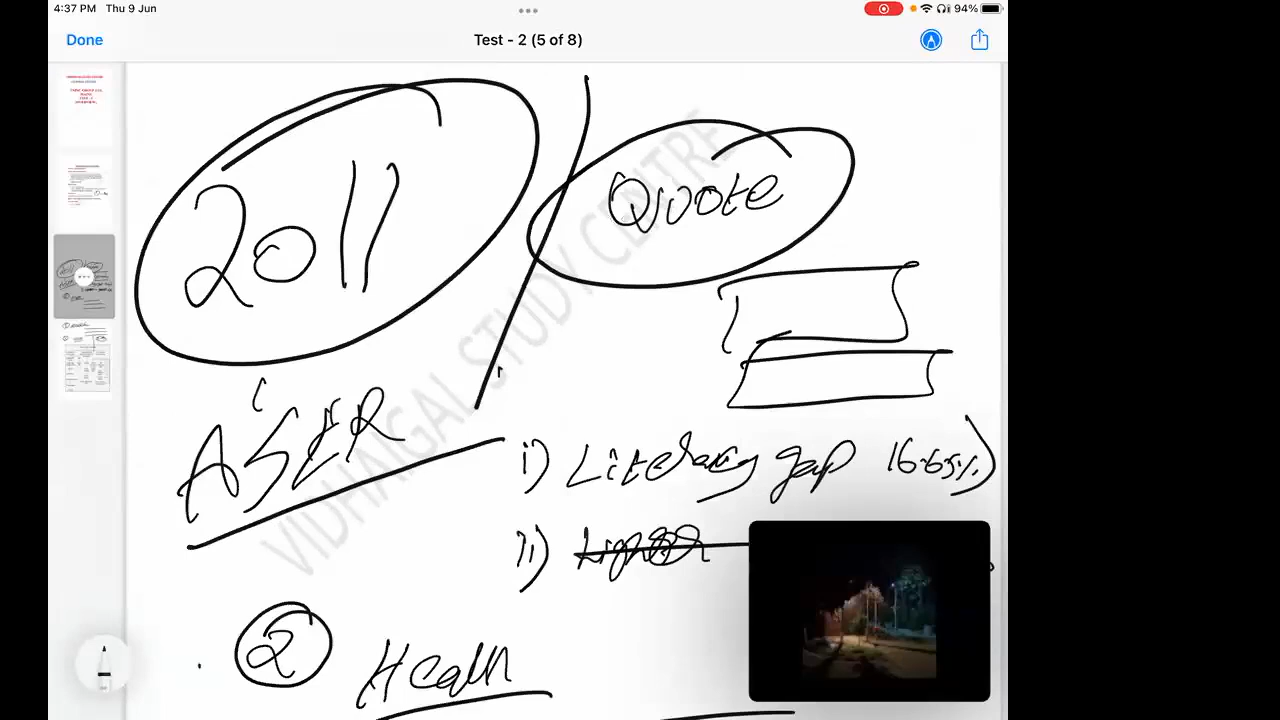 4:37 PM Thu 9 Jun
94%
Done
Test - 2 (5 of 8)
2011
Quote
VIDHAIGAL STUDY CENTRE
ASER
i) Literacy gap 16.65%)
ii)
2
Health